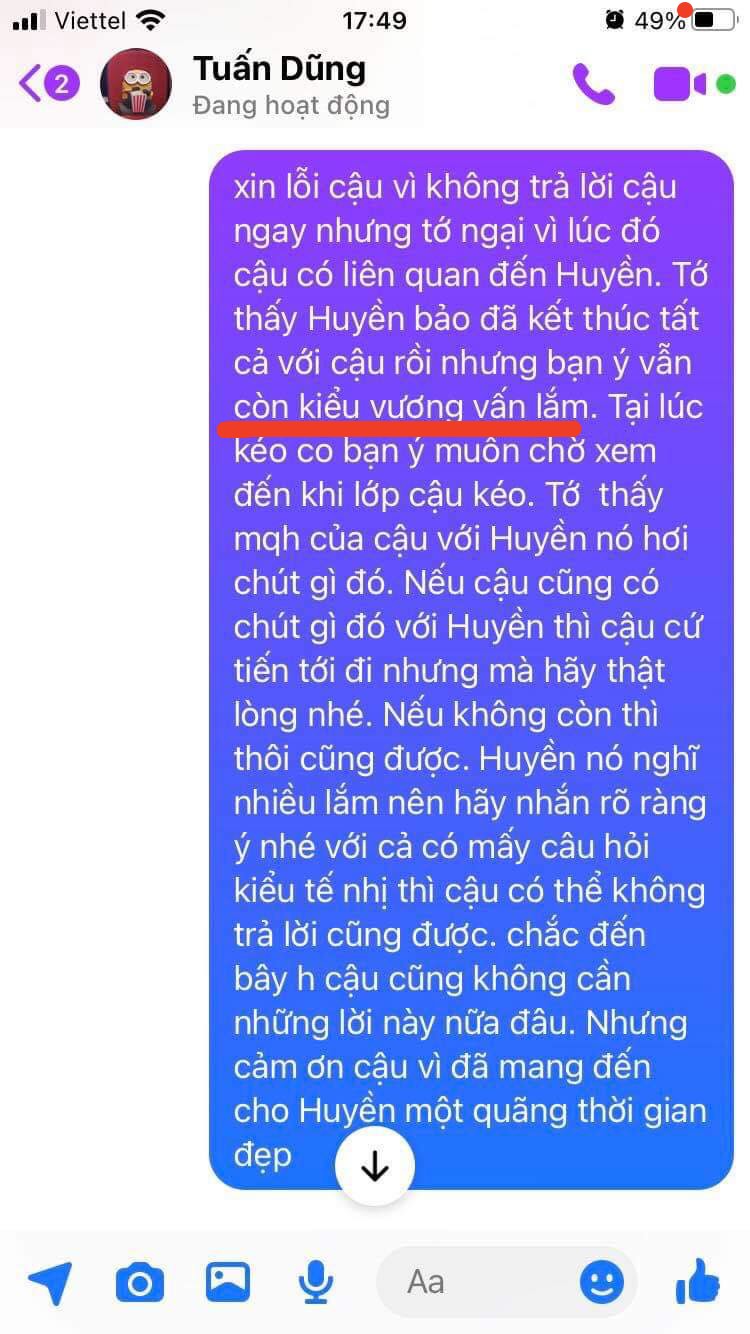 Viettel 17:49 49%
2 Tuấn Dũng
Đang hoạt động
xin lỗi cậu vì không trả lời cậu
ngay nhưng tớ ngại vì lúc đó
cậu có liên quan đến Huyền. Tớ
thấy Huyền bảo đã kết thúc tất
cả với cậu rồi nhưng bạn ý vẫn
còn kiểu vương vấn lắm. Tại lúc
kéo co bạn ý muốn chờ xem
đến khi lớp cậu kéo. Tớ thấy
mqh của cậu với Huyền nó hơi
chút gì đó. Nếu cậu cũng có
chút gì đó với Huyền thì cậu cứ
tiến tới đi nhưng mà hãy thật
lòng nhé. Nếu không còn thì
thôi cũng được. Huyền nó nghĩ
nhiều lắm nên hãy nhắn rõ ràng
ý nhé với cả có mấy câu hỏi
kiểu tế nhị thì cậu có thể không
trả lời cũng được. chắc đến
bây h cậu cũng không cần
những lời này nữa đâu. Nhưng
cảm ơn cậu vì đã mang đến
cho Huyền một quãng thời gian
đẹp
Aa